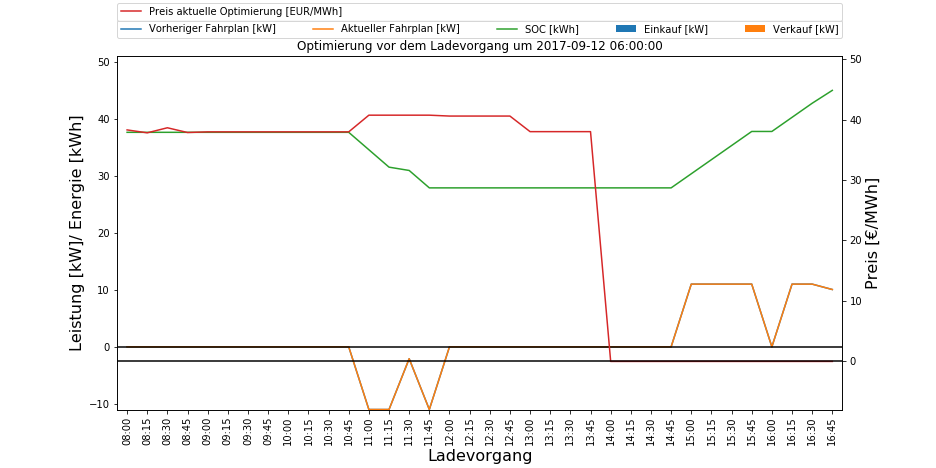 Preis aktuelle Optimierung [EUR/MWh]
Vorheriger Fahrplan [kW] Aktueller Fahrplan [kW] SOC [kWh] Einkauf [kW] Verkauf [kW]
Optimierung vor dem Ladevorgang um 2017-09-12 06:00:00
Leistung [kW]/ Energie [kWh]
50
40
30
20
10
0
−10
50
40
30
20
10
0
Preis [€/MWh]
08:00 08:15 08:30 08:45 09:00 09:15 09:30 09:45 10:00 10:15 10:30 10:45 11:00 11:15 11:30 11:45 12:00 12:15 12:30 12:45 13:00 13:15 13:30 13:45 14:00 14:15 14:30 14:45 15:00 15:15 15:30 15:45 16:00 16:15 16:30 16:45
Ladevorgang